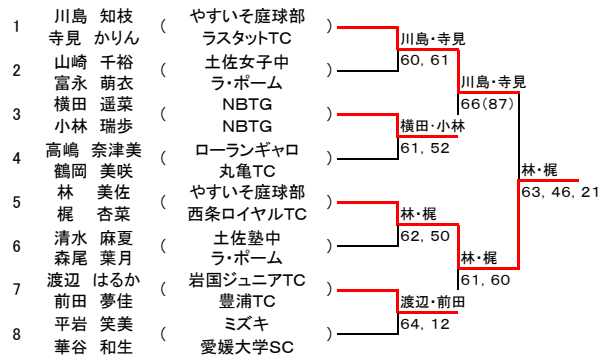 1 川島 知枝 ( やすいそ庭球部 )
寺見 かりん ラスタットTC
川島・寺見
60, 61
2 山崎 千裕 ( 土佐女子中 )
富永 萌衣 ラ・ポーム
川島・寺見
66(87)
3 横田 遥菜 ( NBTG )
小林 瑞歩 NBTG
横田・小林
61, 52
4 高嶋 奈津美 ( ローランギャロ )
鶴岡 美咲 丸亀TC
林・梶
63, 46, 21
5 林 美佐 ( やすいそ庭球部 )
梶 杏菜 西条ロイヤルTC
林・梶
62, 50
6 清水 麻夏 ( 土佐塾中 )
森尾 葉月 ラ・ポーム
林・梶
61, 60
7 渡辺 はるか ( 岩国ジュニアTC )
前田 夢佳 豊浦TC
渡辺・前田
64, 12
8 平岩 笑美 ( ミズキ )
華谷 和生 愛媛大学SC